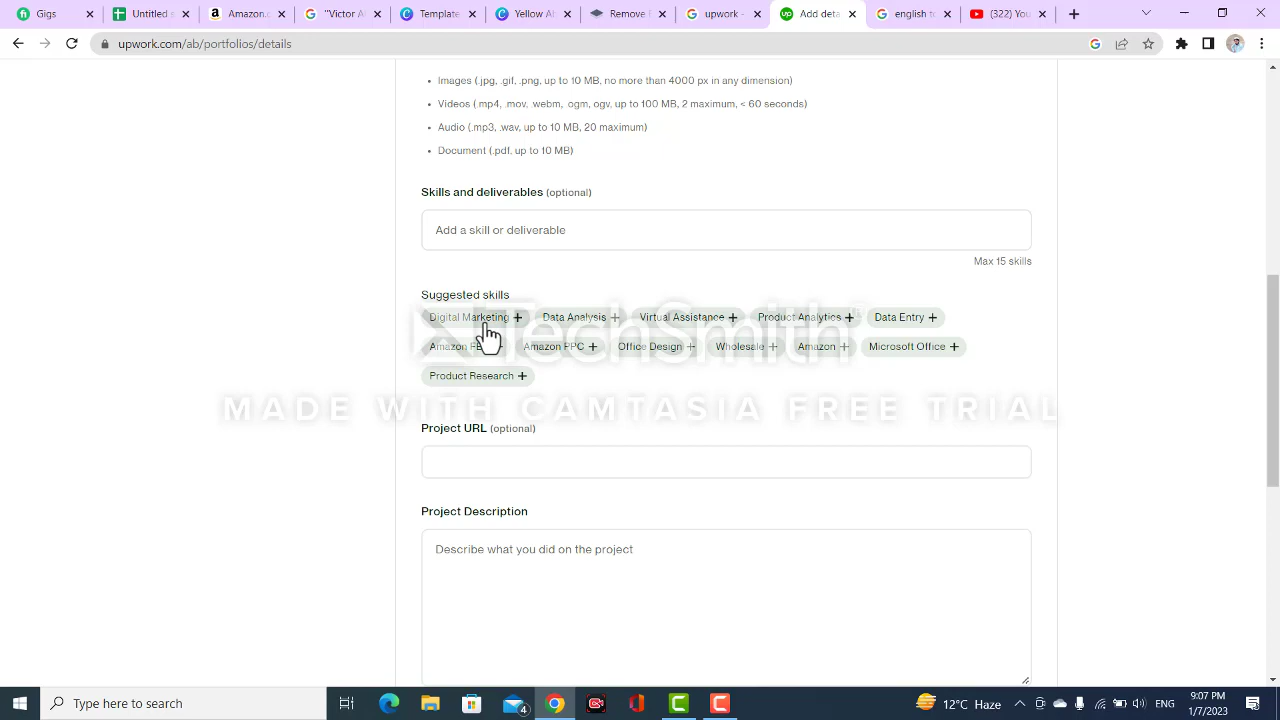 Gigs
Untitled s
Amazon.c
"Victor A
Template
Yellow
Remove B
upwork -
Add deta
english to
(322) You
upwork.com/ab/portfolios/details
Images (.jpg, .gif, .png, up to 10 MB, no more than 4000 px in any dimension)
Videos (.mp4, .mov, .webm, .ogm, ogv, up to 100 MB, 2 maximum, < 60 seconds)
Audio (.mp3, .wav, up to 10 MB, 20 maximum)
Document (.pdf, up to 10 MB)
Skills and deliverables (optional)
Add a skill or deliverable
Max 15 skills
Suggested skills
Digital Marketing + Data Analysis + Virtual Assistance + Product Analytics + Data Entry +
Amazon Amazon PPC + Office Design + Wholesale + Amazon + Microsoft Office +
Product Research +
TechSmith
MADE WITH CAMTASIA FREE TRIAL
Project URL (optional)
Project Description
Describe what you did on the project
Type here to search
4
12°C Haze
ENG
9:07 PM
1/7/2023